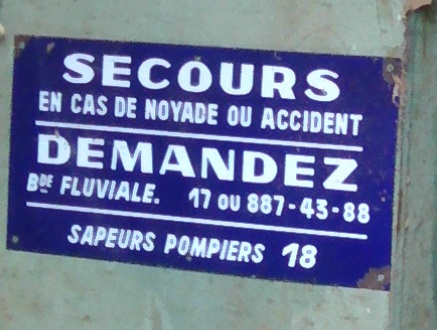 SECOURS
EN CAS DE NOYADE OU ACCIDENT
DEMANDEZ
BDE FLUVIALE. 17 OU 887-43-88
SAPEURS POMPIERS 18